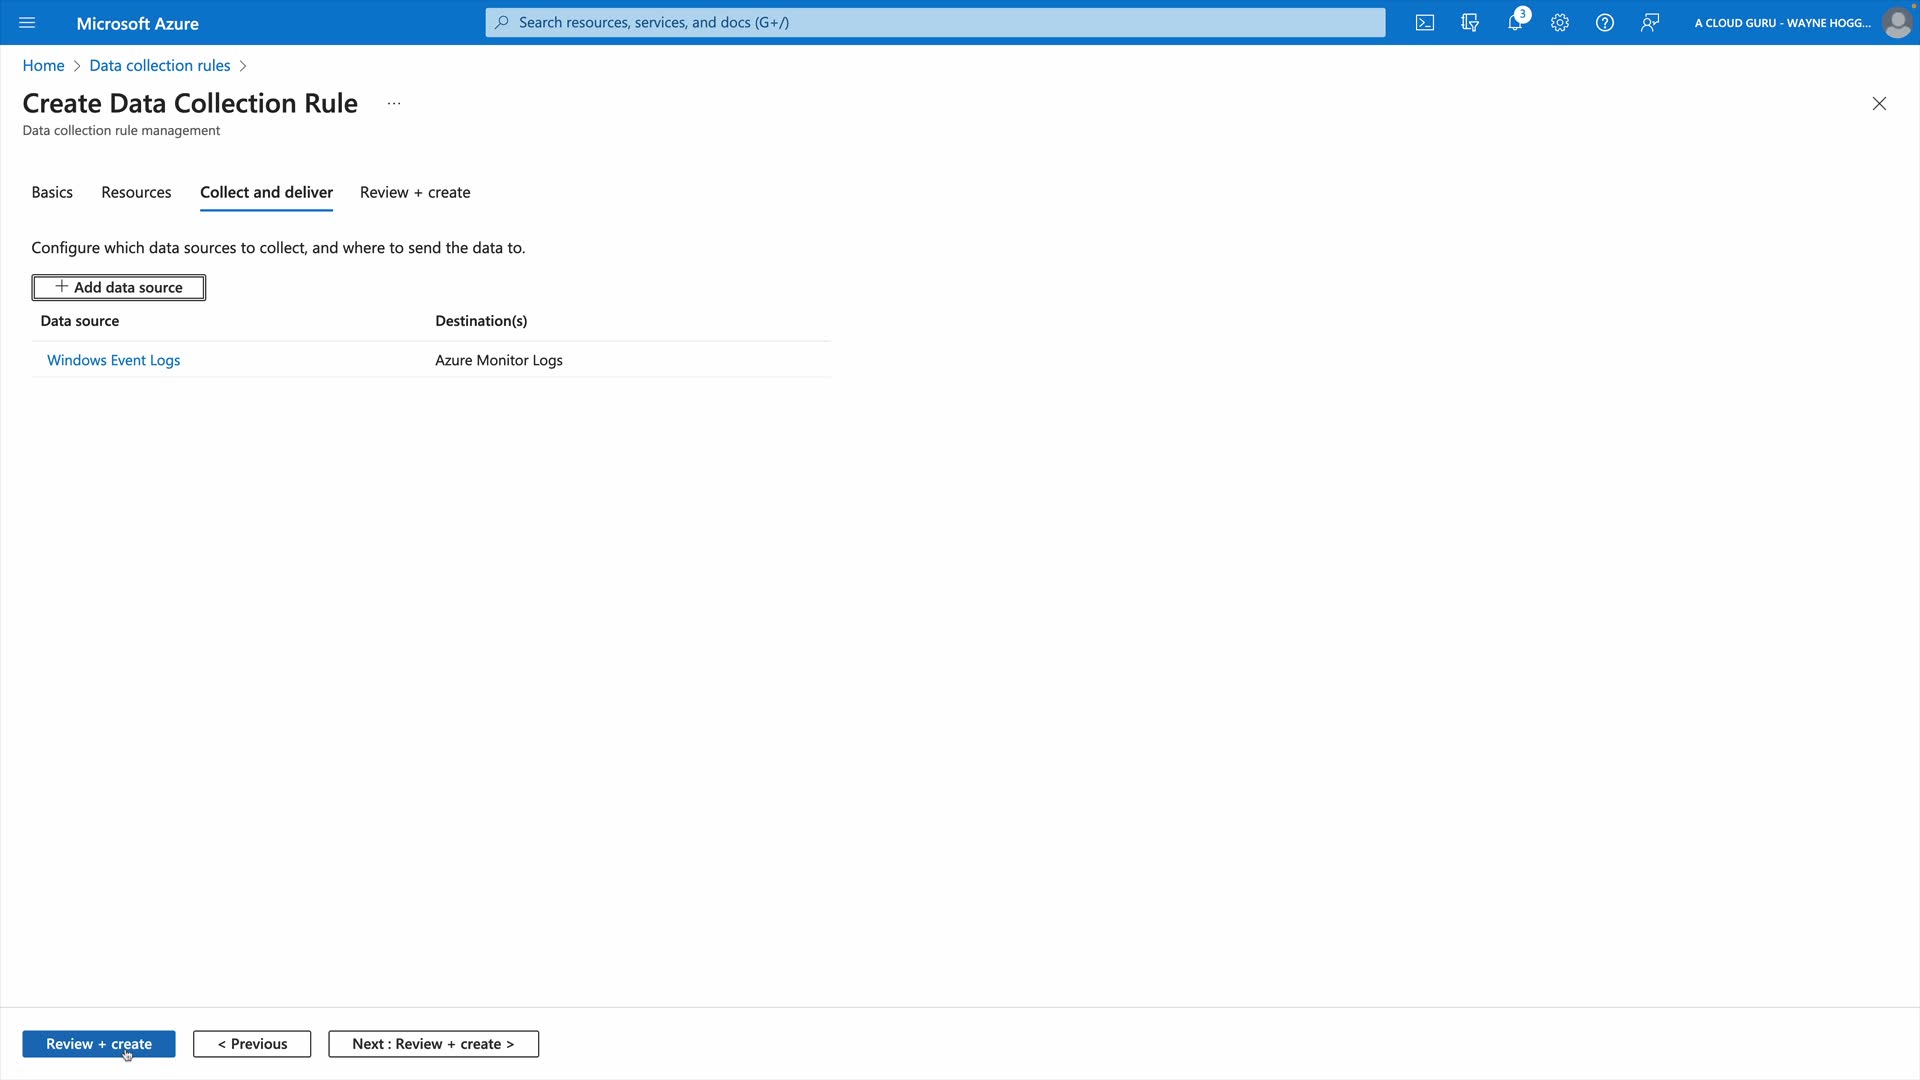 Microsoft Azure
Search resources, services, and docs (G+/)
3
A CLOUD GURU - WAYNE HOGG...
Home > Data collection rules >
Create Data Collection Rule ...
Data collection rule management
Basics Resources Collect and deliver Review + create
Configure which data sources to collect, and where to send the data to.
+ Add data source
Data source Destination(s)
Windows Event Logs Azure Monitor Logs
Review + create < Previous Next : Review + create >